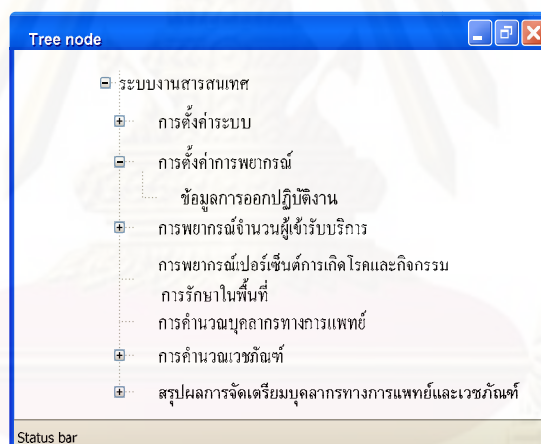 Tree node
ระบบงานสารสนเทศ
การตั้งค่าระบบ
การตั้งค่าการพยากรณ์
ข้อมูลการออกปฏิบัติงาน
การพยากรณ์จำนวนผู้เข้ารับบริการ
การพยากรณ์เปอร์เซ็นต์การเกิดโรคและกิจกรรม
การรักษาในพื้นที่
การคำนวณบุคลากรทางการแพทย์
การคำนวณเวชภัณฑ์
สรุปผลการจัดเตรียมบุคลากรทางการแพทย์และเวชภัณฑ์
Status bar